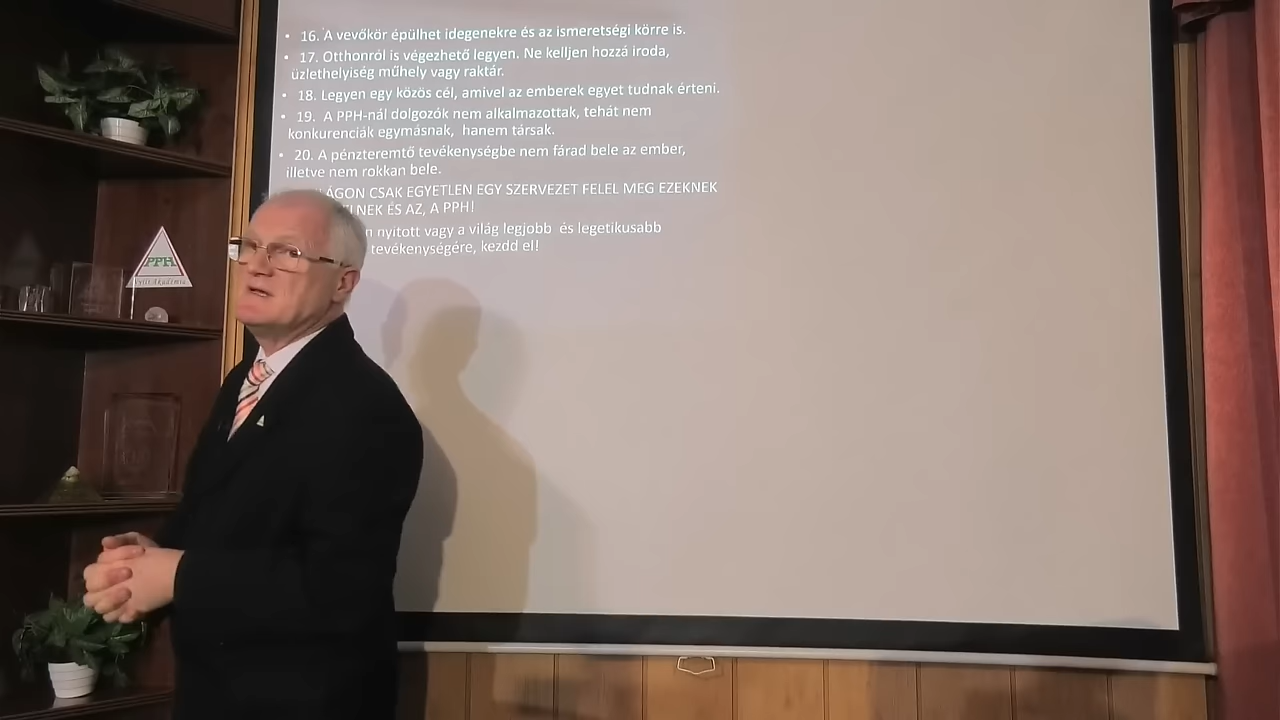 • 16. A vevőkör épülhet idegenekre és az ismeretségi körre is.
• 17. Otthonról is végezhető legyen. Ne kelljen hozzá iroda,
üzlethelyiség műhely vagy raktár.
• 18. Legyen egy közös cél, amivel az emberek egyet tudnak érteni.
• 19. A PPH-nál dolgozók nem alkalmazottak, tehát nem
konkurenciák egymásnak, hanem társak.
• 20. A pénzteremtő tevékenységbe nem fárad bele az ember,
illetve nem rokkan bele.
CSAK EGYETLEN EGY SZERVEZET FELEL MEG EZEKNEK
ÉS AZ, A PPH!
nyitott vagy a világ legjobb és legetikusabb
tevékenységére, kezdd el!
PPH
Profit Akadémia